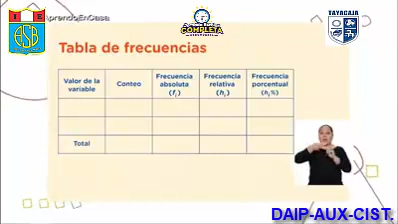 AprendoEnCasa
COMPLETA
TAYACAJA
ASB
Tabla de frecuencias
Valor de la variable
Conteo
Frecuencia absoluta (fᵢ)
Frecuencia relativa (hᵢ)
Frecuencia porcentual (hᵢ%)
Total
DAIP-AUX-CIST.